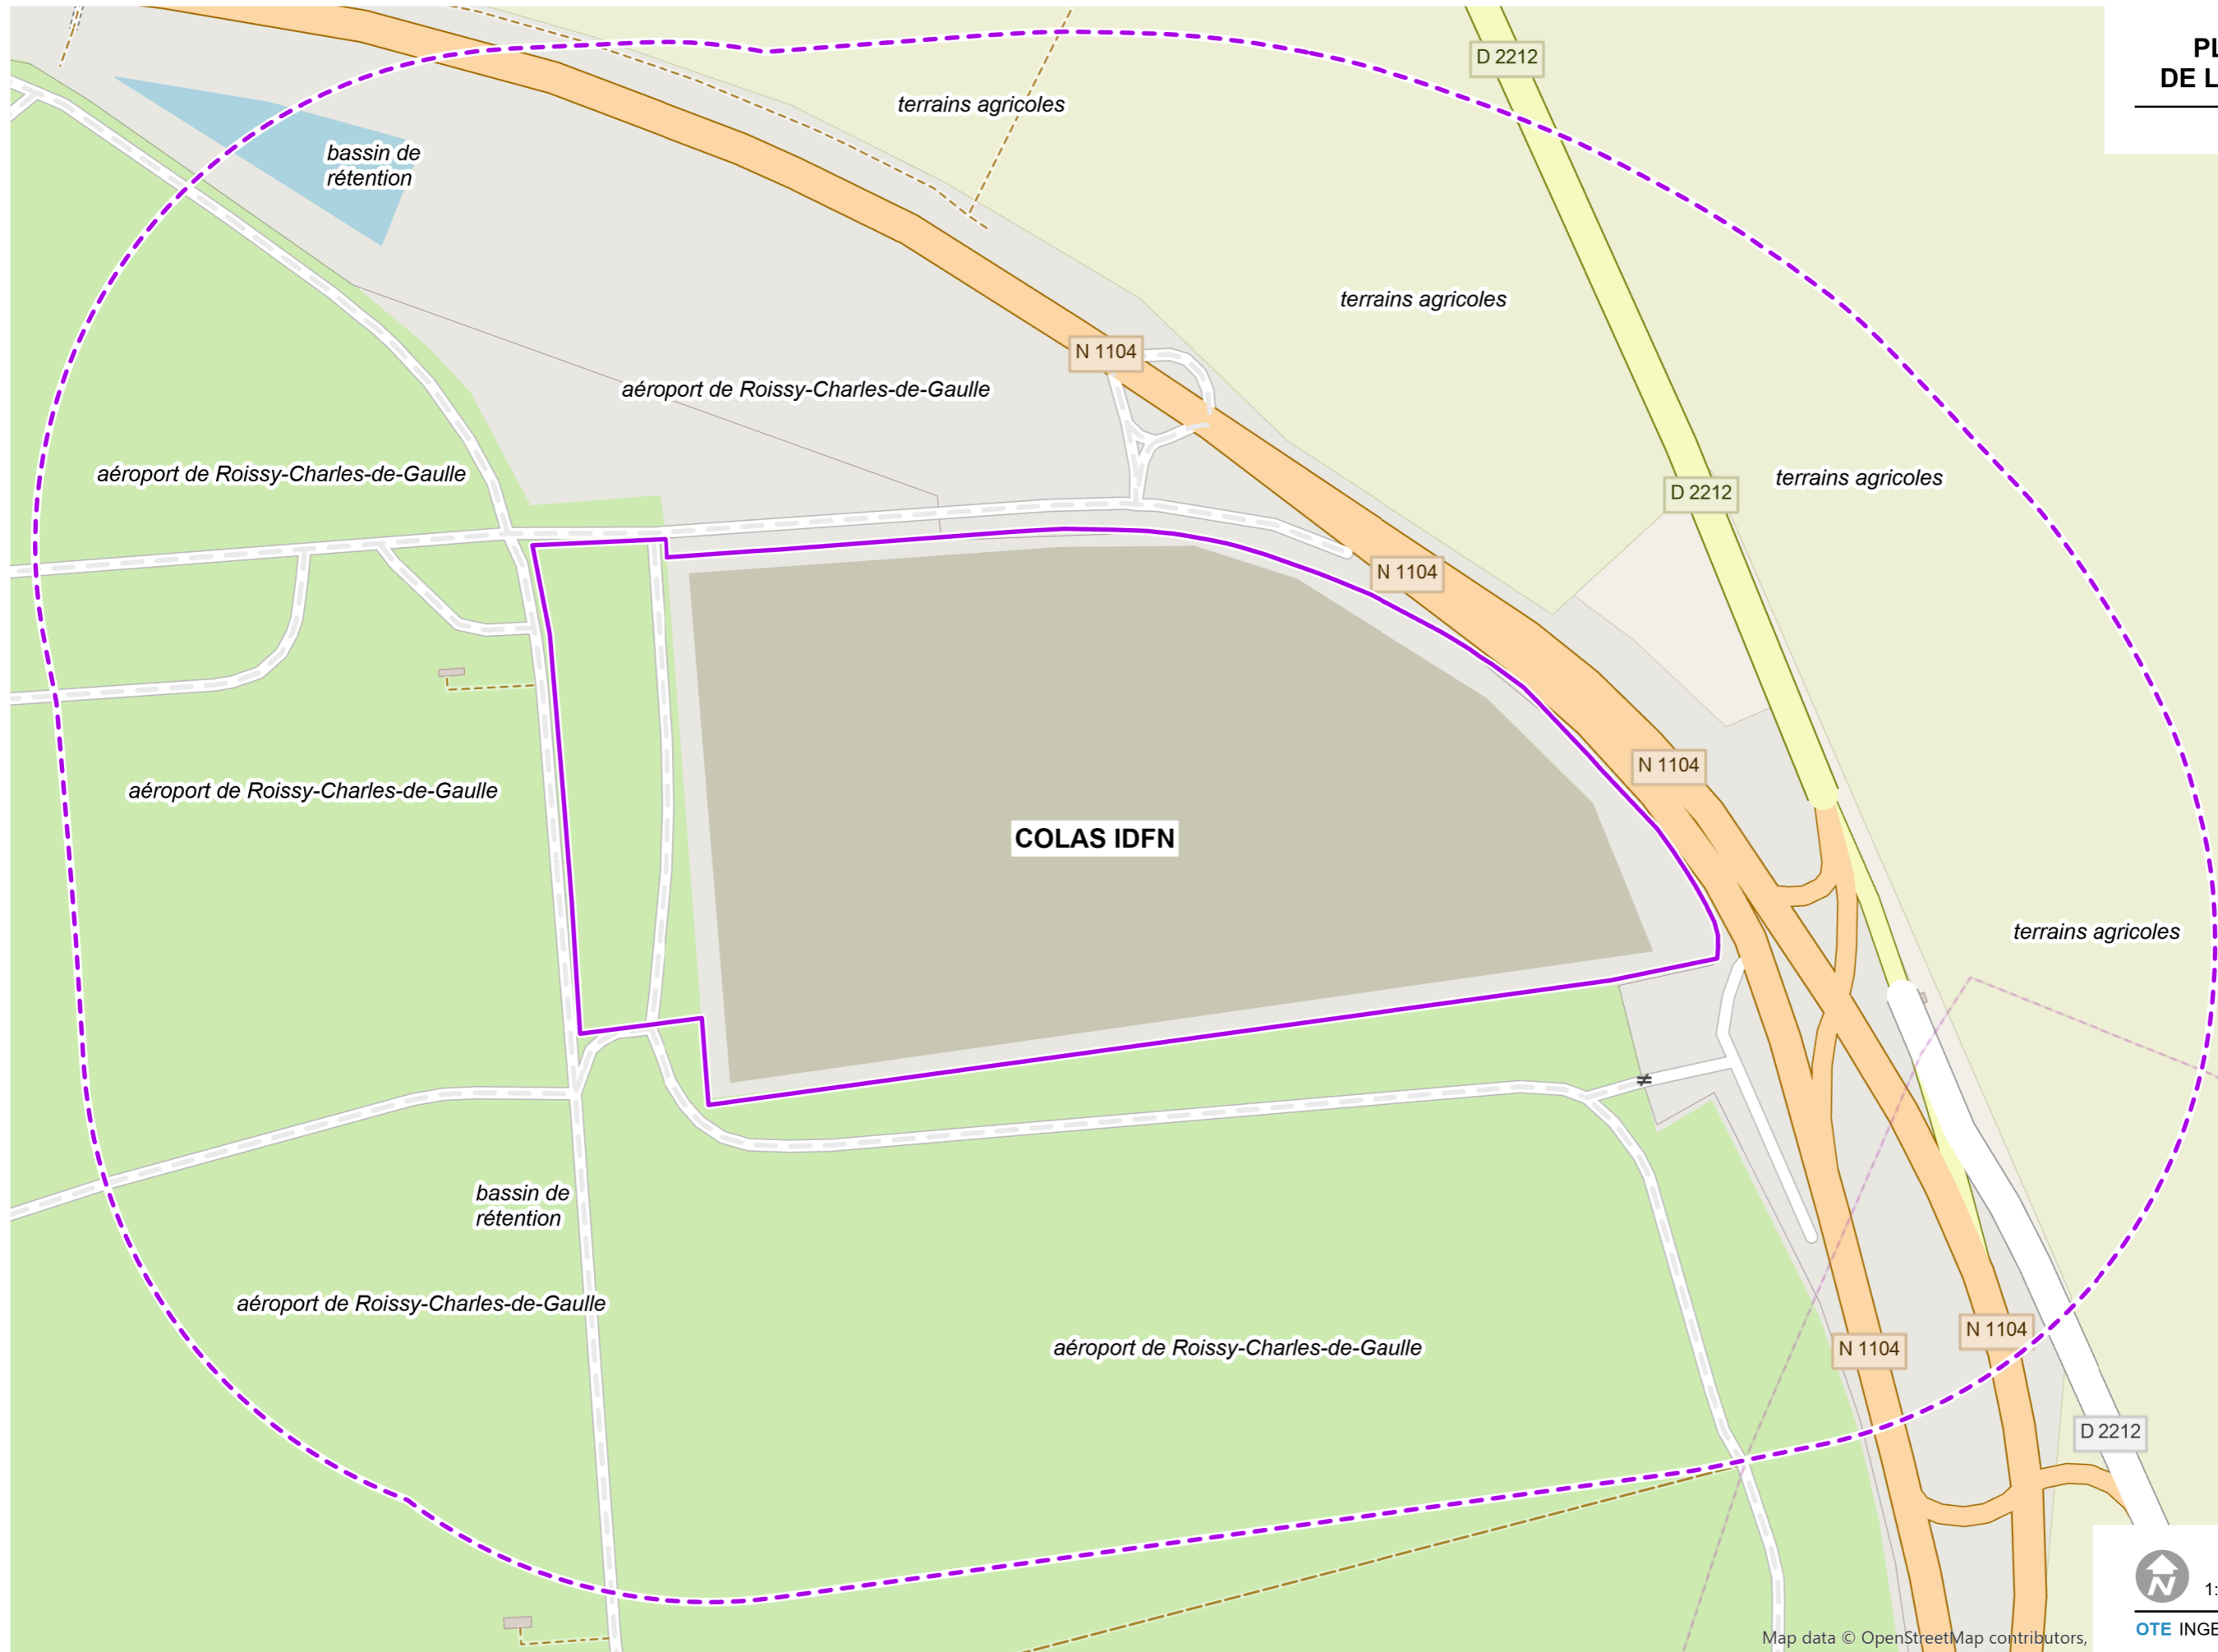 PL
DE L
D 2212
terrains agricoles
bassin de
rétention
terrains agricoles
N 1104
aéroport de Roissy-Charles-de-Gaulle
aéroport de Roissy-Charles-de-Gaulle
terrains agricoles
D 2212
N 1104
N 1104
aéroport de Roissy-Charles-de-Gaulle
COLAS IDFN
terrains agricoles
≠
bassin de
rétention
aéroport de Roissy-Charles-de-Gaulle
aéroport de Roissy-Charles-de-Gaulle
N 1104
N 1104
D 2212
N
1:
OTE INGE
Map data © OpenStreetMap contributors,